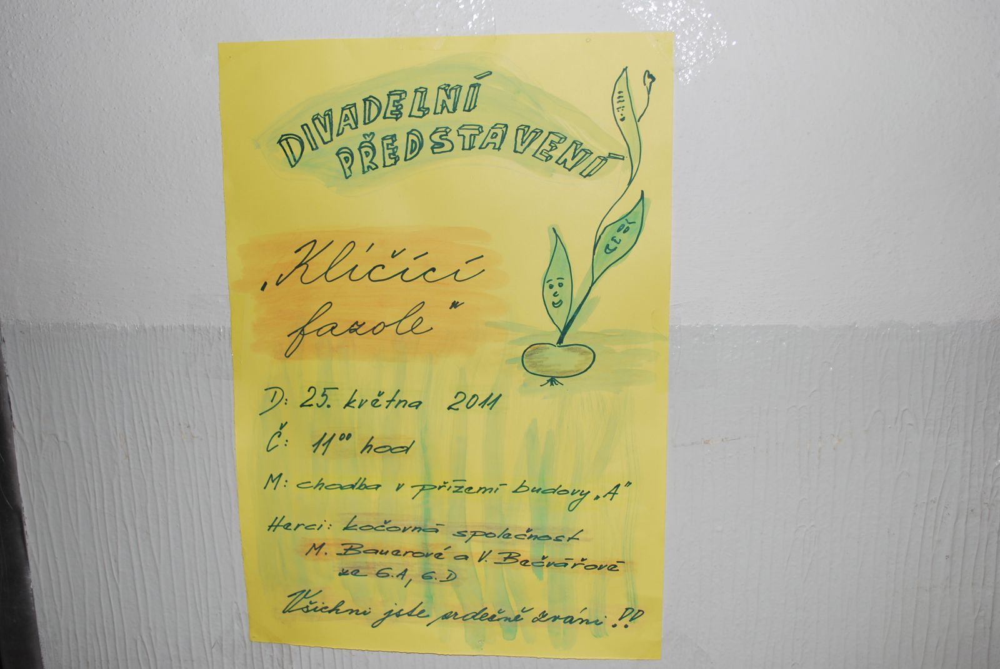 DIVADELNÍ
PŘEDSTAVENÍ
„Klíčící
fazole"
D: 25. května 2011
Č: 11⁰⁰ hod
M: chodba v přízemí budovy „A"
Herci: kočovná společnost
M. Bauerové a V. Bečvářové
ze 6.A, 6.D
Všichni jste srdečně zváni !!